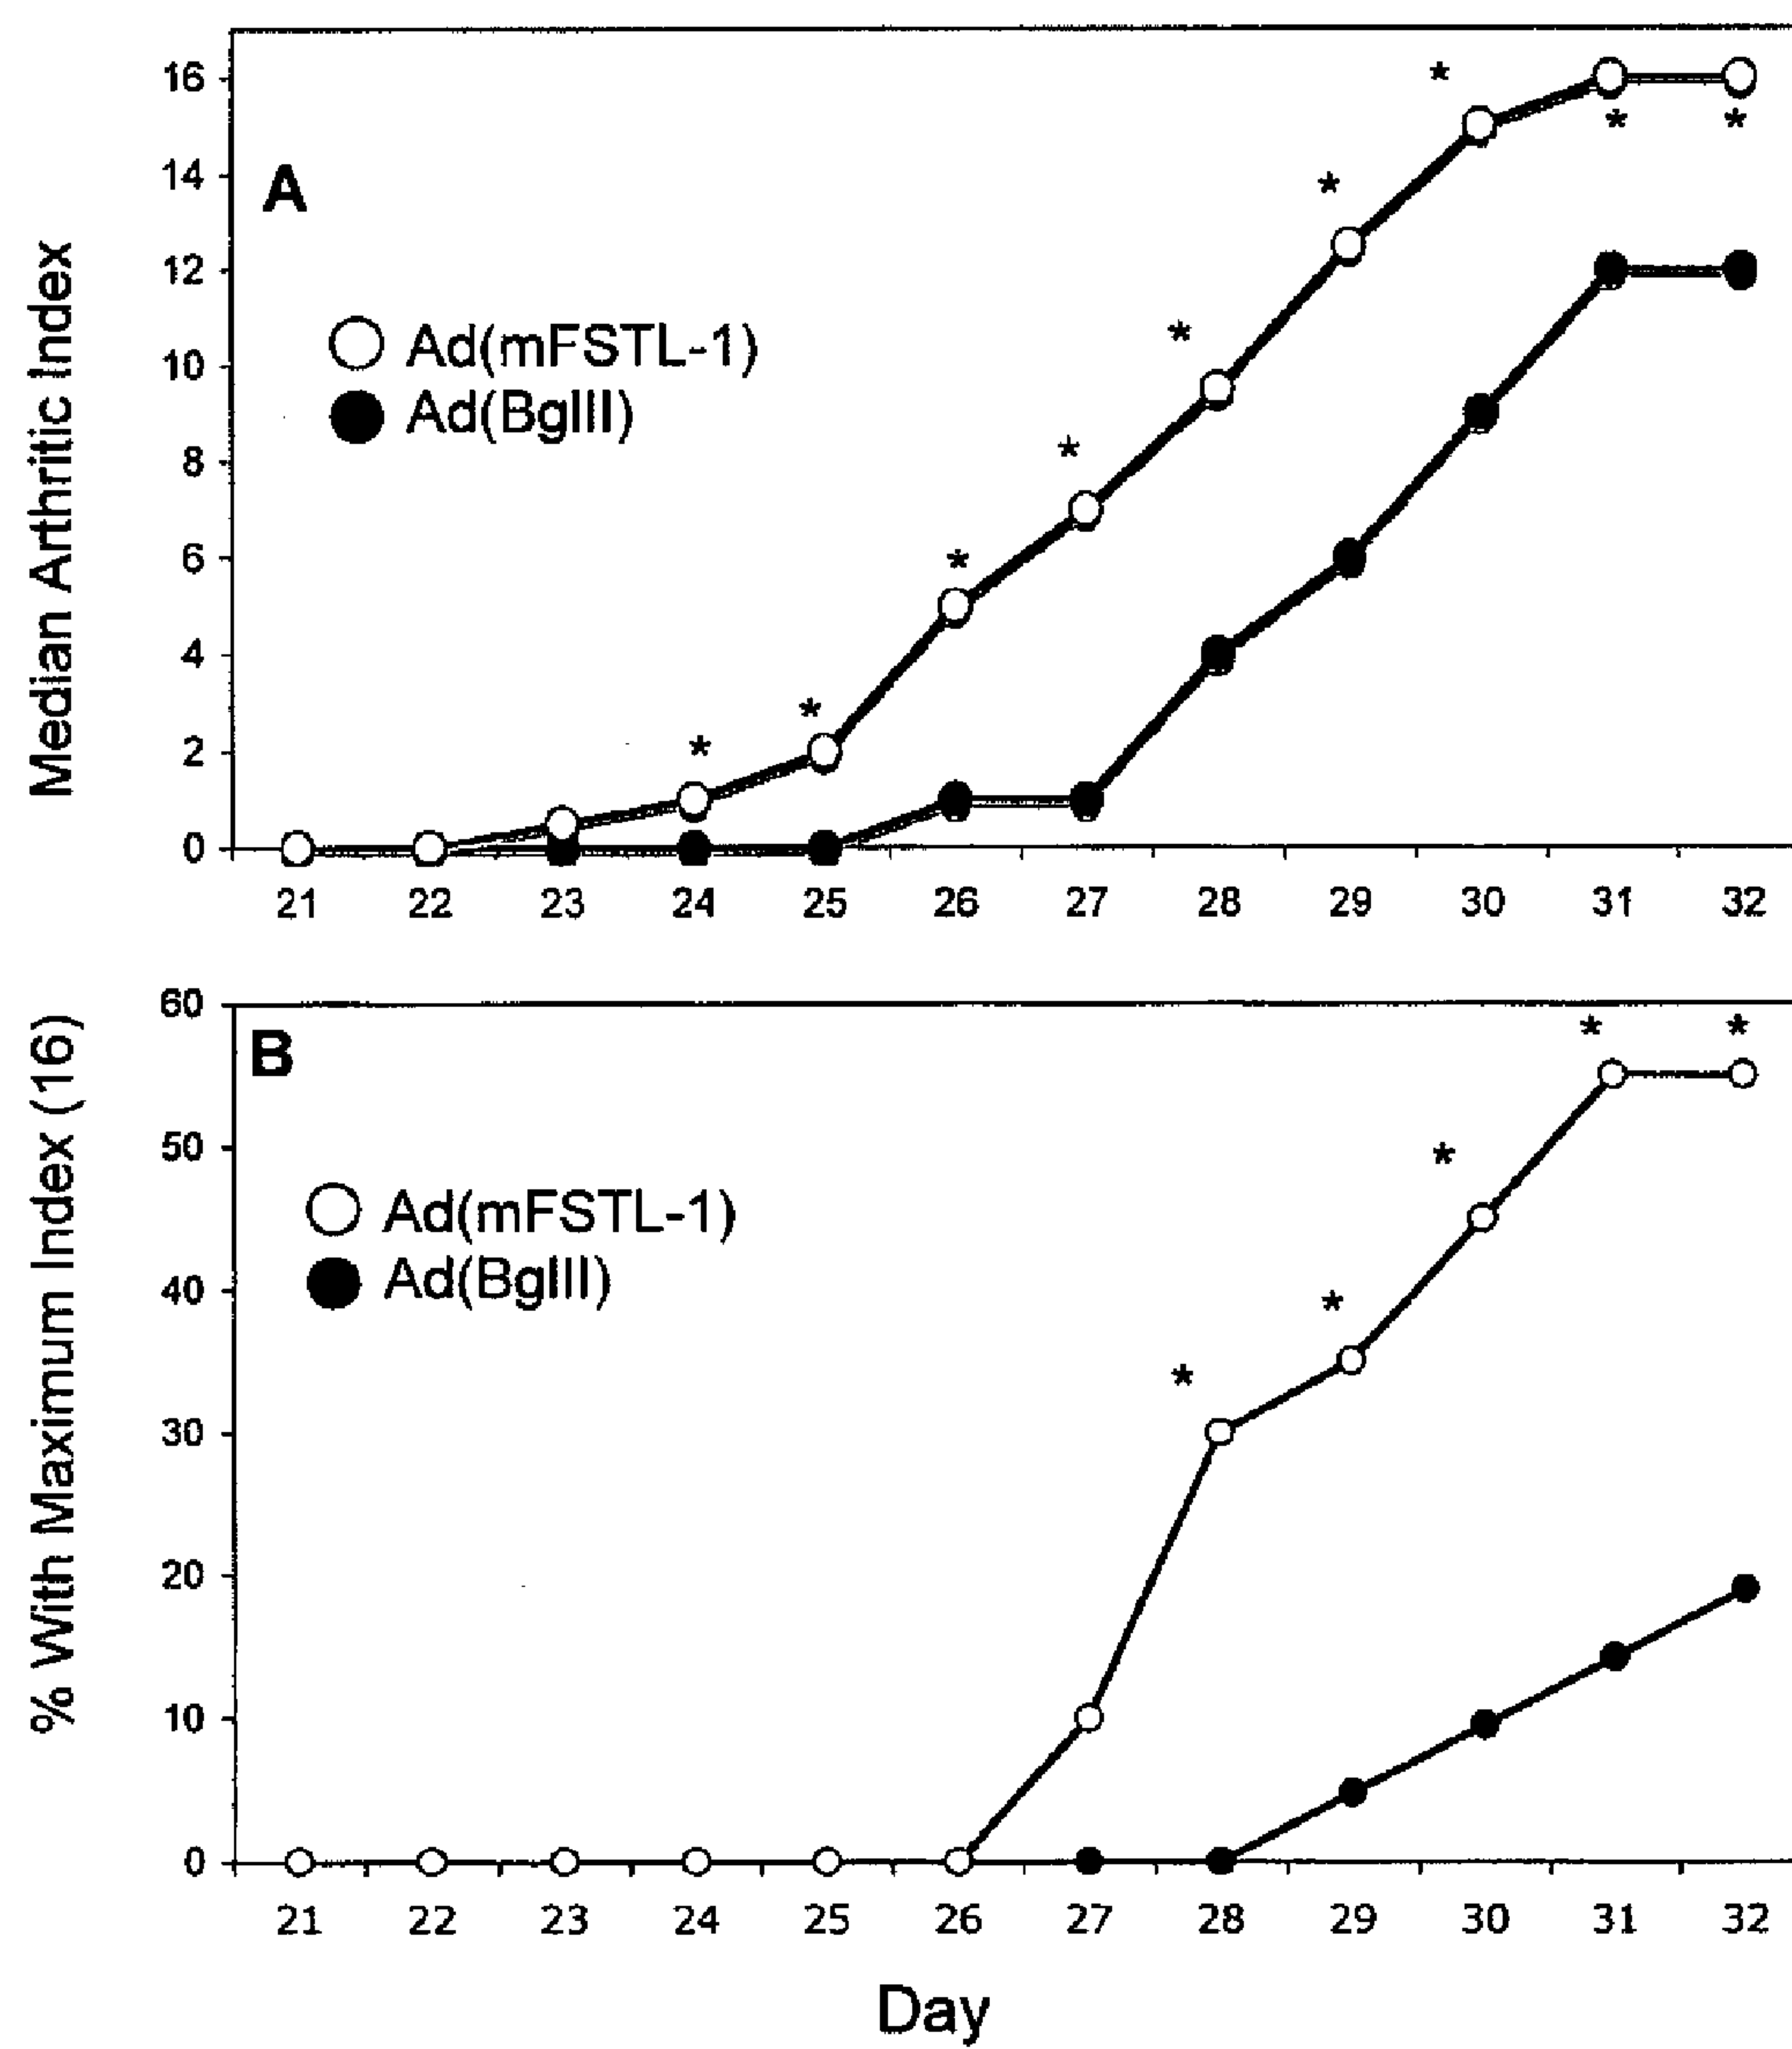 Median Arthritic Index
A
16
14
12
10
8
6
4
2
0
Ad(mFSTL-1)
Ad(BglII)
*
*
*
*
*
*
*
*
*
21 22 23 24 25 26 27 28 29 30 31 32
% With Maximum Index (16)
B
60
50
40
30
20
10
0
Ad(mFSTL-1)
Ad(BglII)
*
*
*
*
*
21 22 23 24 25 26 27 28 29 30 31 32
Day